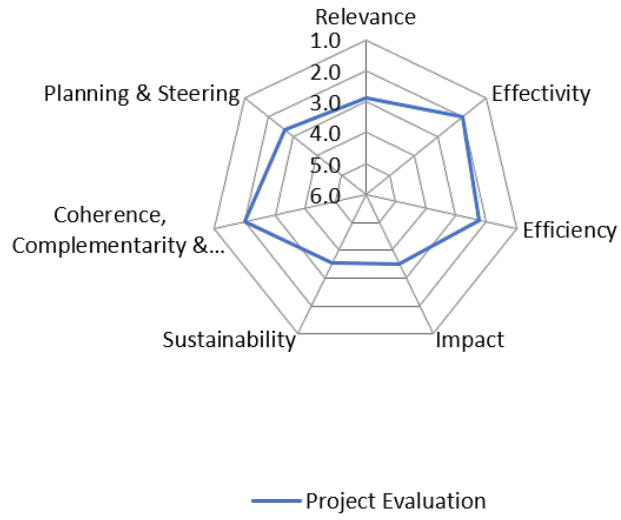 Relevance
1.0
2.0
3.0
4.0
5.0
6.0
Planning & Steering
Effectivity
Coherence,
Complementarity &...
Efficiency
Sustainability
Impact
Project Evaluation